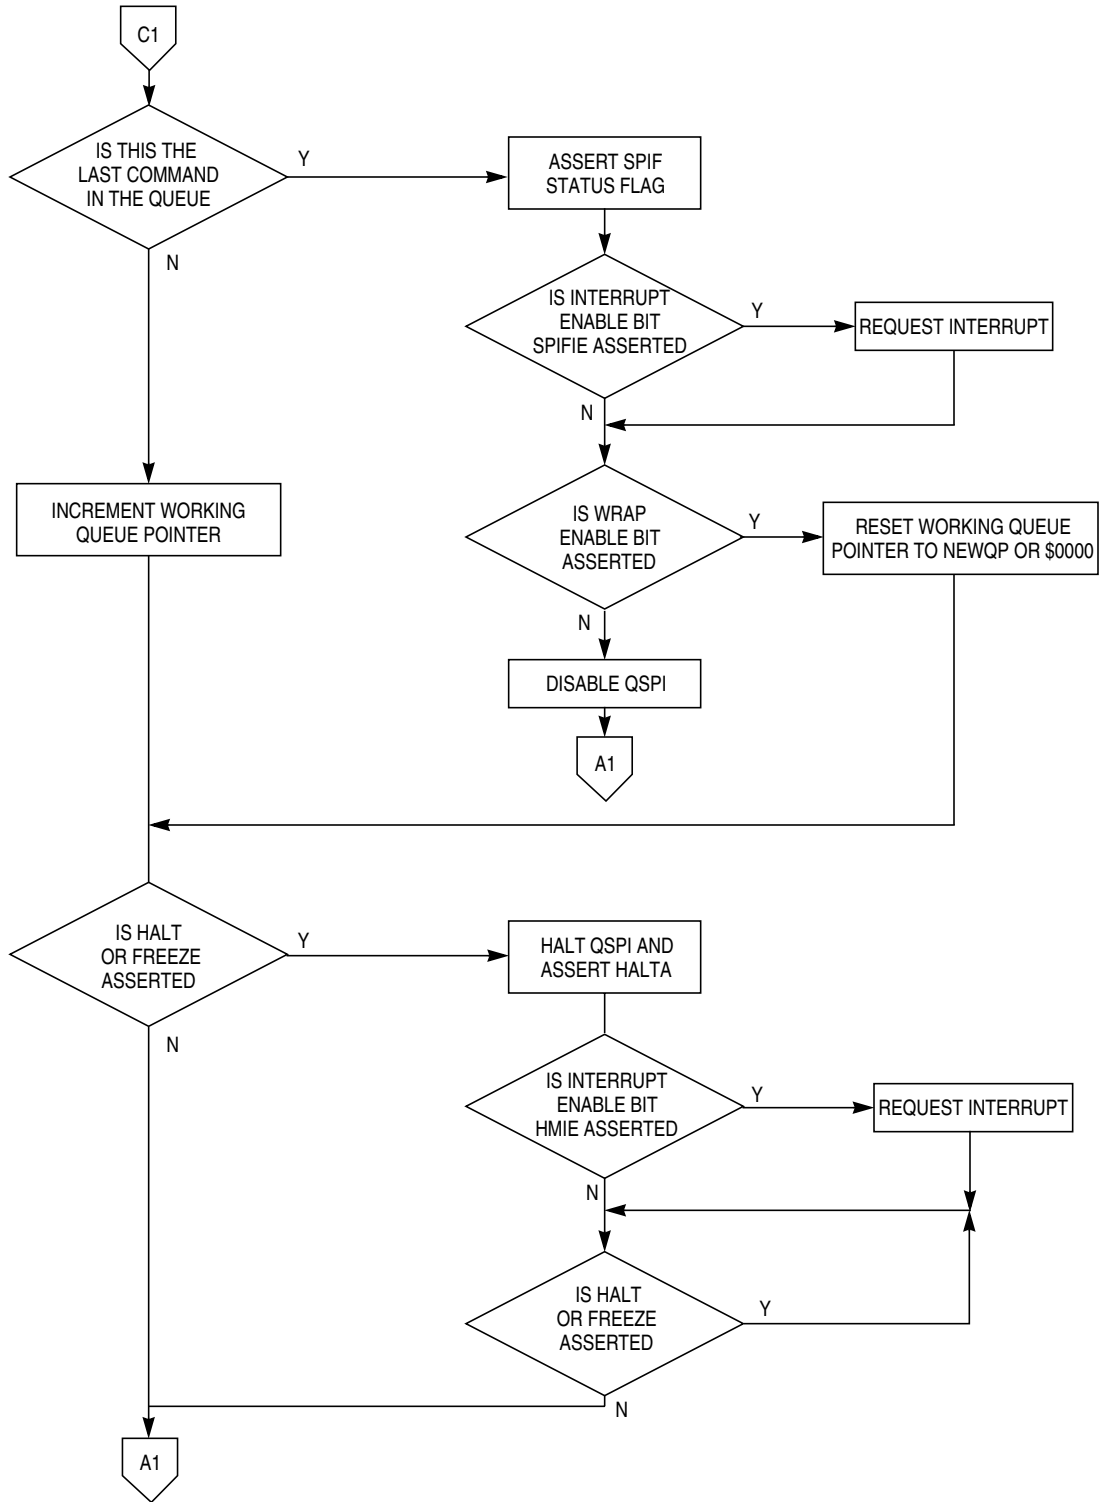 C1
IS THIS THE
LAST COMMAND
IN THE QUEUE
Y
ASSERT SPIF
STATUS FLAG
N
IS INTERRUPT
ENABLE BIT
SPIFIE ASSERTED
Y
REQUEST INTERRUPT
N
INCREMENT WORKING
QUEUE POINTER
IS WRAP
ENABLE BIT
ASSERTED
Y
RESET WORKING QUEUE
POINTER TO NEWQP OR $0000
N
DISABLE QSPI
A1
IS HALT
OR FREEZE
ASSERTED
Y
HALT QSPI AND
ASSERT HALTA
N
IS INTERRUPT
ENABLE BIT
HMIE ASSERTED
Y
REQUEST INTERRUPT
N
IS HALT
OR FREEZE
ASSERTED
Y
N
A1